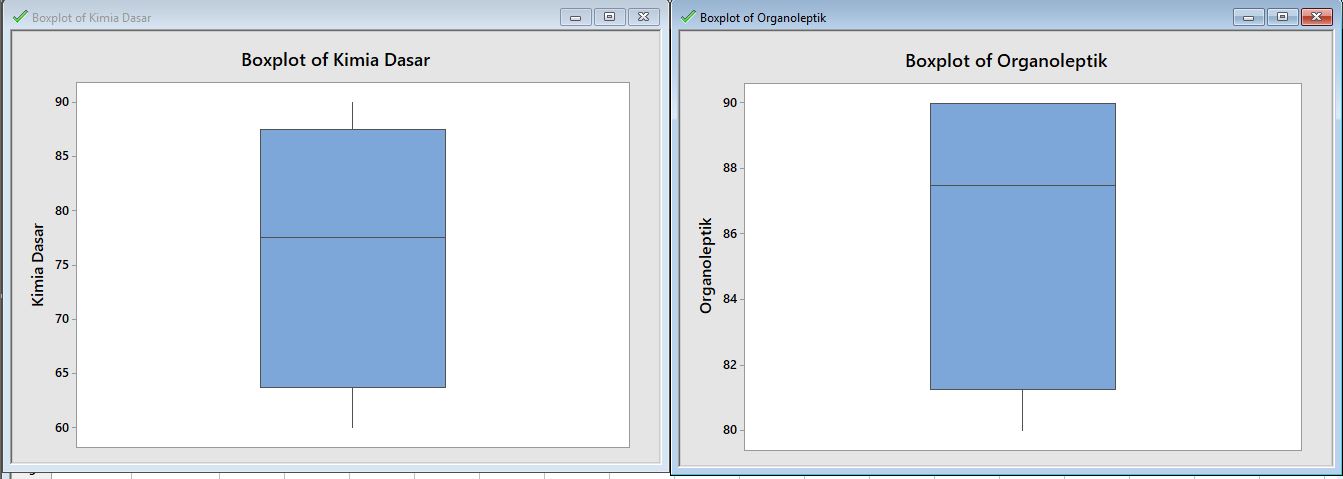 Boxplot of Kimia Dasar
Boxplot of Kimia Dasar
90
85
80
75
70
65
60
Kimia Dasar
Boxplot of Organoleptik
Boxplot of Organoleptik
90
88
86
84
82
80
Organoleptik